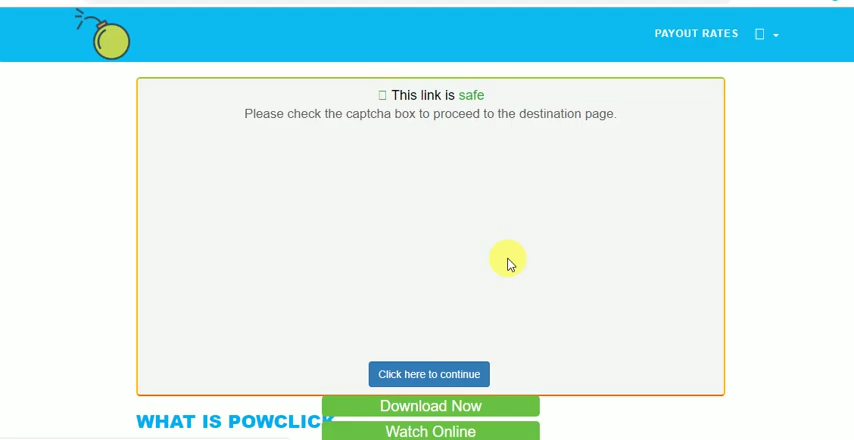 PAYOUT RATES
This link is safe
Please check the captcha box to proceed to the destination page.
Click here to continue
Download Now
WHAT IS POWCLICK
Watch Online